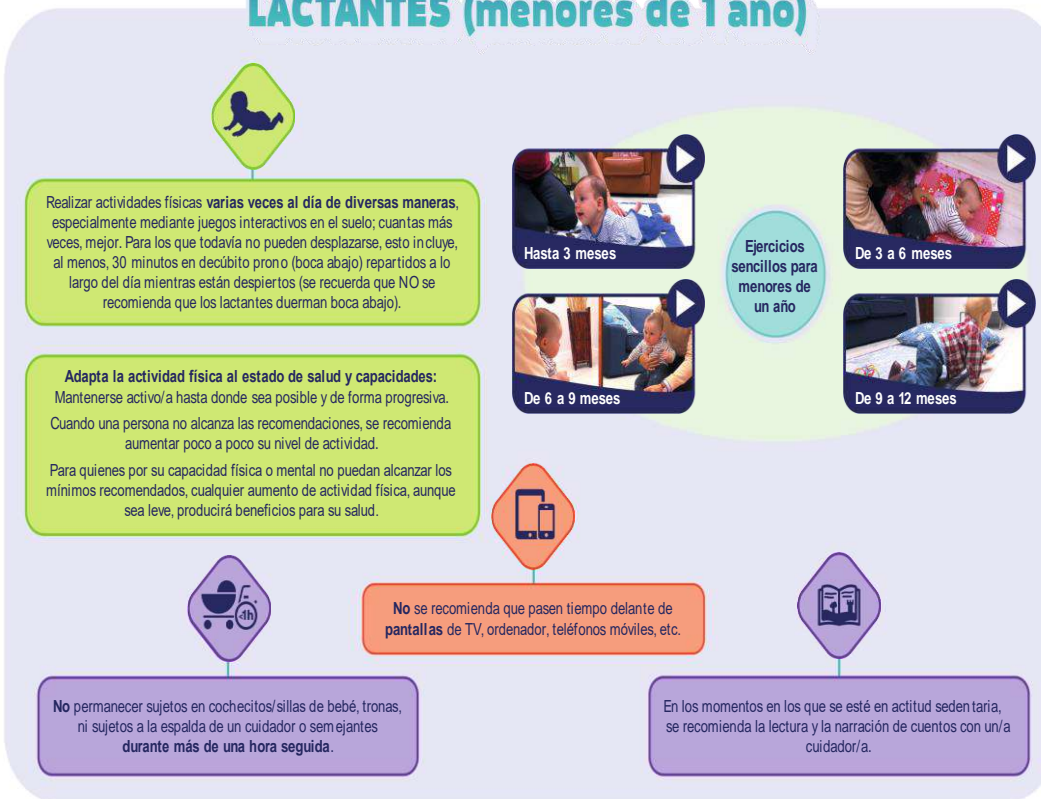 LACTANTES (menores de 1 año)
Realizar actividades físicas varias veces al día de diversas maneras,
especialmente mediante juegos interactivos en el suelo; cuantas más
veces, mejor. Para los que todavía no pueden desplazarse, esto incluye,
al menos, 30 minutos en decúbito prono (boca abajo) repartidos a lo
largo del día mientras están despiertos (se recuerda que NO se
recomienda que los lactantes duerman boca abajo).
Adapta la actividad física al estado de salud y capacidades:
Mantenerse activo/a hasta donde sea posible y de forma progresiva.
Cuando una persona no alcanza las recomendaciones, se recomienda
aumentar poco a poco su nivel de actividad.
Para quienes por su capacidad física o mental no puedan alcanzar los
mínimos recomendados, cualquier aumento de actividad física, aunque
sea leve, producirá beneficios para su salud.
Hasta 3 meses
De 3 a 6 meses
Ejercicios
sencillos para
menores de
un año
De 6 a 9 meses
De 9 a 12 meses
No se recomienda que pasen tiempo delante de
pantallas de TV, ordenador, teléfonos móviles, etc.
<1h
No permanecer sujetos en cochecitos/sillas de bebé, tronas,
ni sujetos a la espalda de un cuidador o semejantes
durante más de una hora seguida.
En los momentos en los que se esté en actitud sedentaria,
se recomienda la lectura y la narración de cuentos con un/a
cuidador/a.